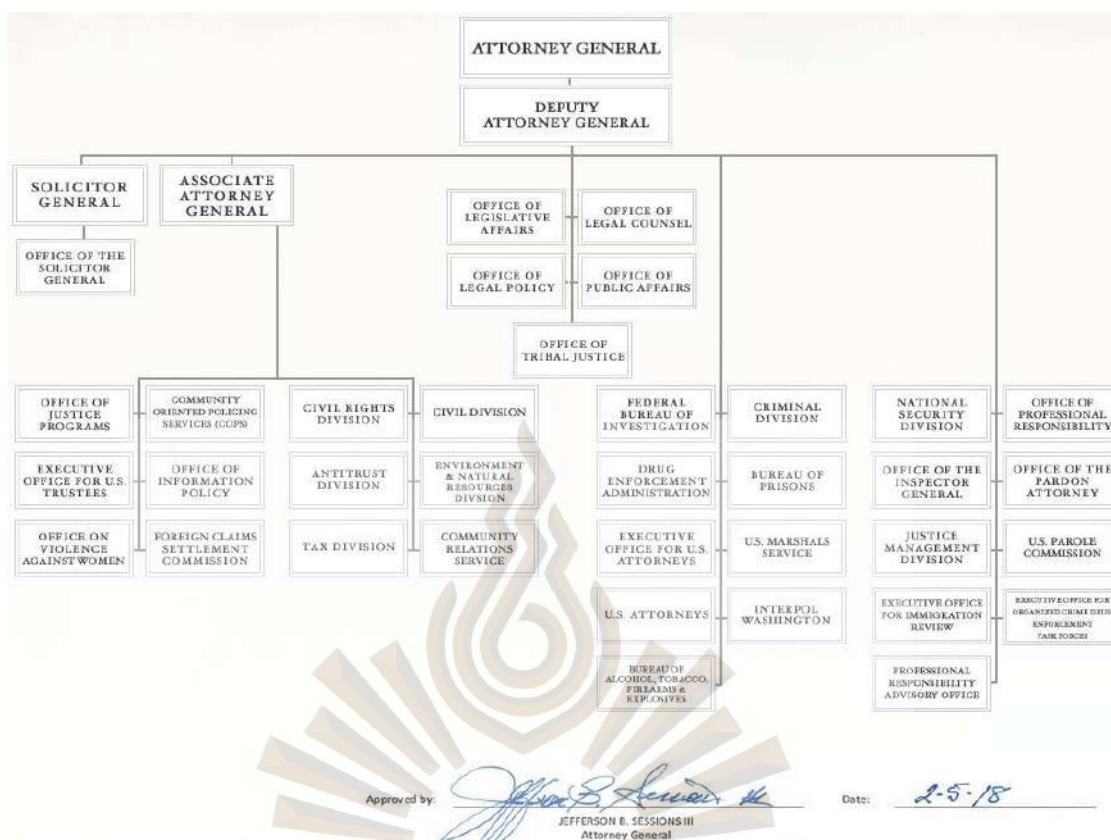 ATTORNEY GENERAL
DEPUTY
ATTORNEY GENERAL
SOLICITOR
GENERAL
ASSOCIATE
ATTORNEY
GENERAL
OFFICE OF THE
SOLICITOR
GENERAL
OFFICE OF
LEGISLATIVE
AFFAIRS
OFFICE OF
LEGAL COUNSEL
OFFICE OF
LEGAL POLICY
OFFICE OF
PUBLIC AFFAIRS
OFFICE OF
TRIBAL JUSTICE
OFFICE OF
JUSTICE
PROGRAMS
COMMUNITY
ORIENTED POLICING
SERVICES (COPS)
CIVIL RIGHTS
DIVISION
CIVIL DIVISION
FEDERAL
BUREAU OF
INVESTIGATION
CRIMINAL
DIVISION
NATIONAL
SECURITY
DIVISION
OFFICE OF
PROFESSIONAL
RESPONSIBILITY
EXECUTIVE
OFFICE FOR U.S.
TRUSTEES
OFFICE OF
INFORMATION
POLICY
ANTITRUST
DIVISION
ENVIRONMENT
& NATURAL
RESOURCES
DIVSION
DRUG
ENFORCEMENT
ADMINISTRATION
BUREAU OF
PRISONS
OFFICE OF THE
INSPECTOR
GENERAL
OFFICE OF THE
PARDON
ATTORNEY
OFFICE ON
VIOLENCE
AGAINST WOMEN
FOREIGN CLAIMS
SETTLEMENT
COMMISSION
TAX DIVISION
COMMUNITY
RELATIONS
SERVICE
EXECUTIVE
OFFICE FOR U.S.
ATTORNEYS
U.S. MARSHALS
SERVICE
JUSTICE
MANAGEMENT
DIVISION
U.S. PAROLE
COMMISSION
U.S. ATTORNEYS
INTERPOL
WASHINGTON
EXECUTIVE OFFICE
FOR IMMIGRATION
REVIEW
EXECUTIVE OFFICE FOR
ORGANIZED CRIME DRUG
ENFORCEMENT
TASK FORCES
BUREAU OF
ALCOHOL, TOBACCO,
FIREARMS &
EXPLOSIVES
PROFESSIONAL
RESPONSIBILITY
ADVISORY OFFICE
Approved by: Jefferson B. Sessions III Date: 2-5-18
JEFFERSON B. SESSIONS III
Attorney General